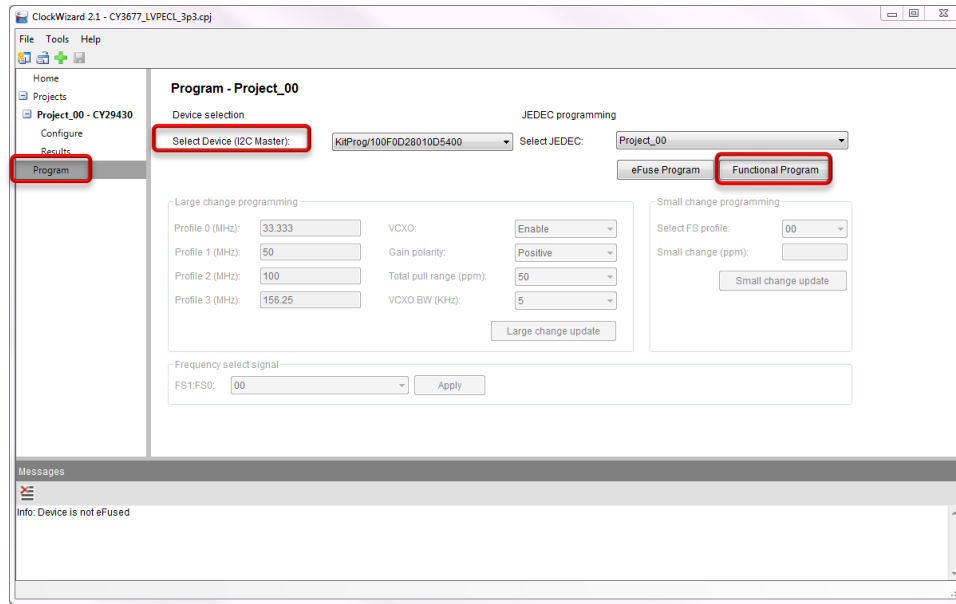 ClockWizard 2.1 - CY3677_LVPECL_3p3.cpj
File Tools Help
Home
Projects
Project_00 - CY29430
Configure
Results
Program
Program - Project_00
Device selection
JEDEC programming
Select Device (I2C Master):
KitProg/100F0D28010D5400
Select JEDEC:
Project_00
eFuse Program
Functional Program
Large change programming
Profile 0 (MHz): 33.333 VCXO: Enable
Profile 1 (MHz): 50 Gain polarity: Positive
Profile 2 (MHz): 100 Total pull range (ppm): 50
Profile 3 (MHz): 156.25 VCXO BW (KHz): 5
Large change update
Small change programming
Select FS profile: 00
Small change (ppm):
Small change update
Frequency select signal
FS1:FS0: 00 Apply
Messages
Info: Device is not eFused